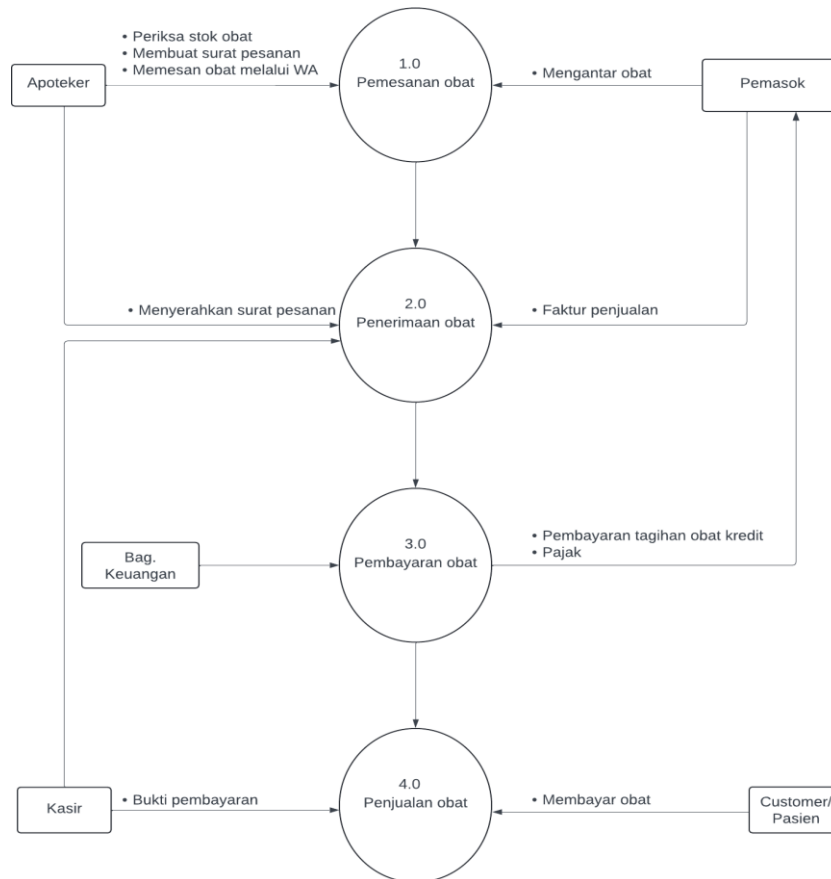 • Periksa stok obat
• Membuat surat pesanan
• Memesan obat melalui WA
Apoteker
1.0
Pemesanan obat
• Mengantar obat
Pemasok
• Menyerahkan surat pesanan
2.0
Penerimaan obat
• Faktur penjualan
Bag.
Keuangan
3.0
Pembayaran obat
• Pembayaran tagihan obat kredit
• Pajak
Kasir
• Bukti pembayaran
4.0
Penjualan obat
• Membayar obat
Customer/
Pasien